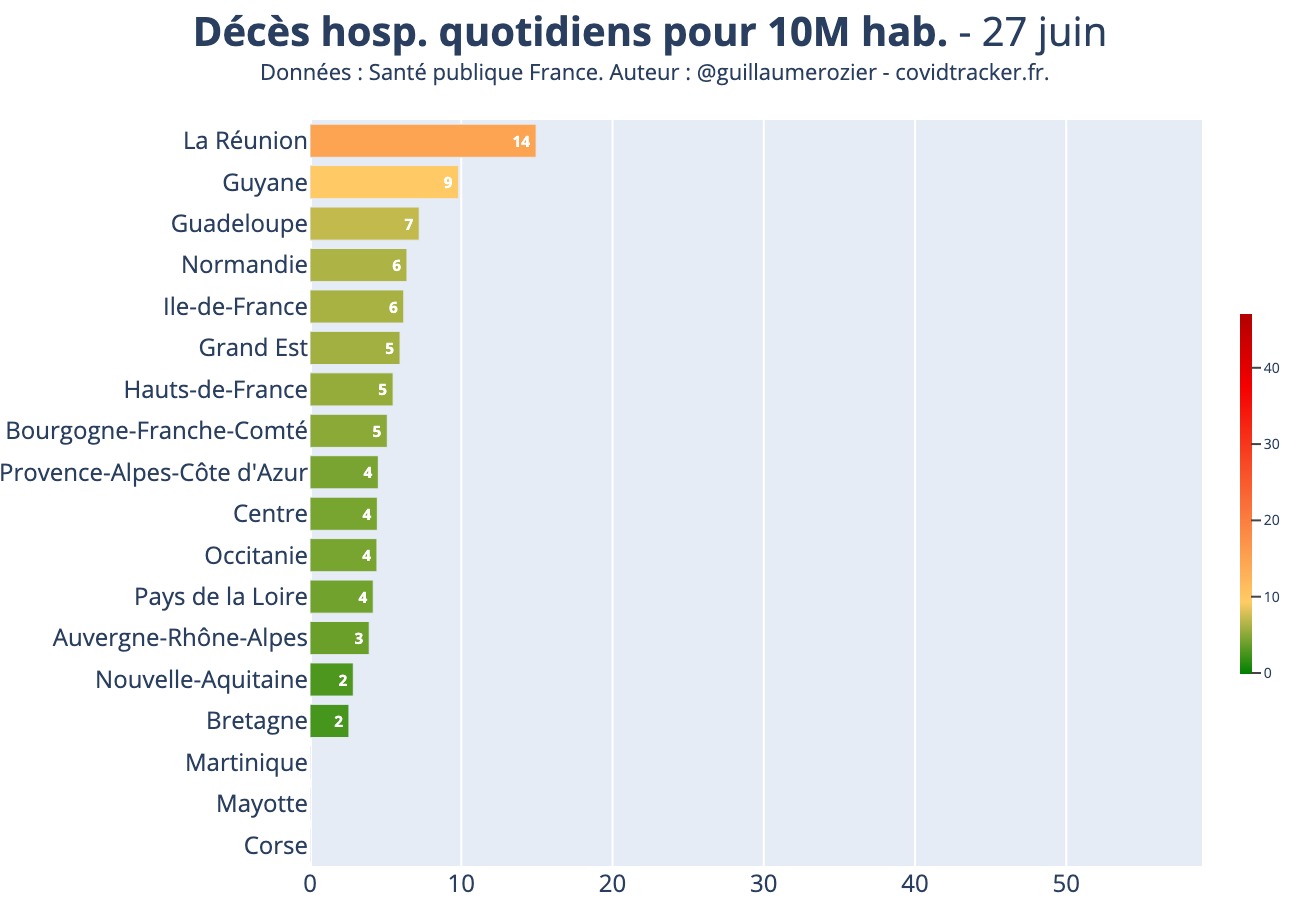 Décès hosp. quotidiens pour 10M hab. - 27 juin
Données : Santé publique France. Auteur : @guillaumerozier - covidtracker.fr.
La Réunion 14
Guyane 9
Guadeloupe 7
Normandie 6
Ile-de-France 6
Grand Est 5
Hauts-de-France 5
Bourgogne-Franche-Comté 5
Provence-Alpes-Côte d'Azur 4
Centre 4
Occitanie 4
Pays de la Loire 4
Auvergne-Rhône-Alpes 3
Nouvelle-Aquitaine 2
Bretagne 2
Martinique
Mayotte
Corse
0 10 20 30 40 50
40
30
20
10
0